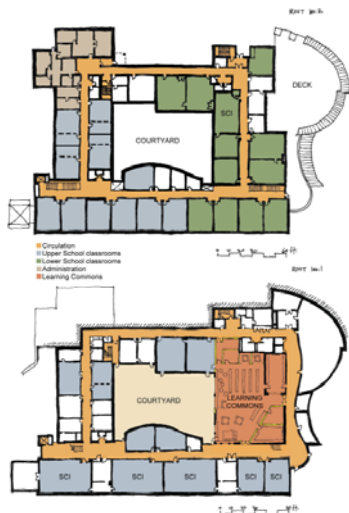 DECK
SCI
COURTYARD
Circulation
Upper School classrooms
Lower School classrooms
Administration
Learning Commons
LEARNING
COMMONS
COURTYARD
SCI
SCI
SCI
SCI
SCI